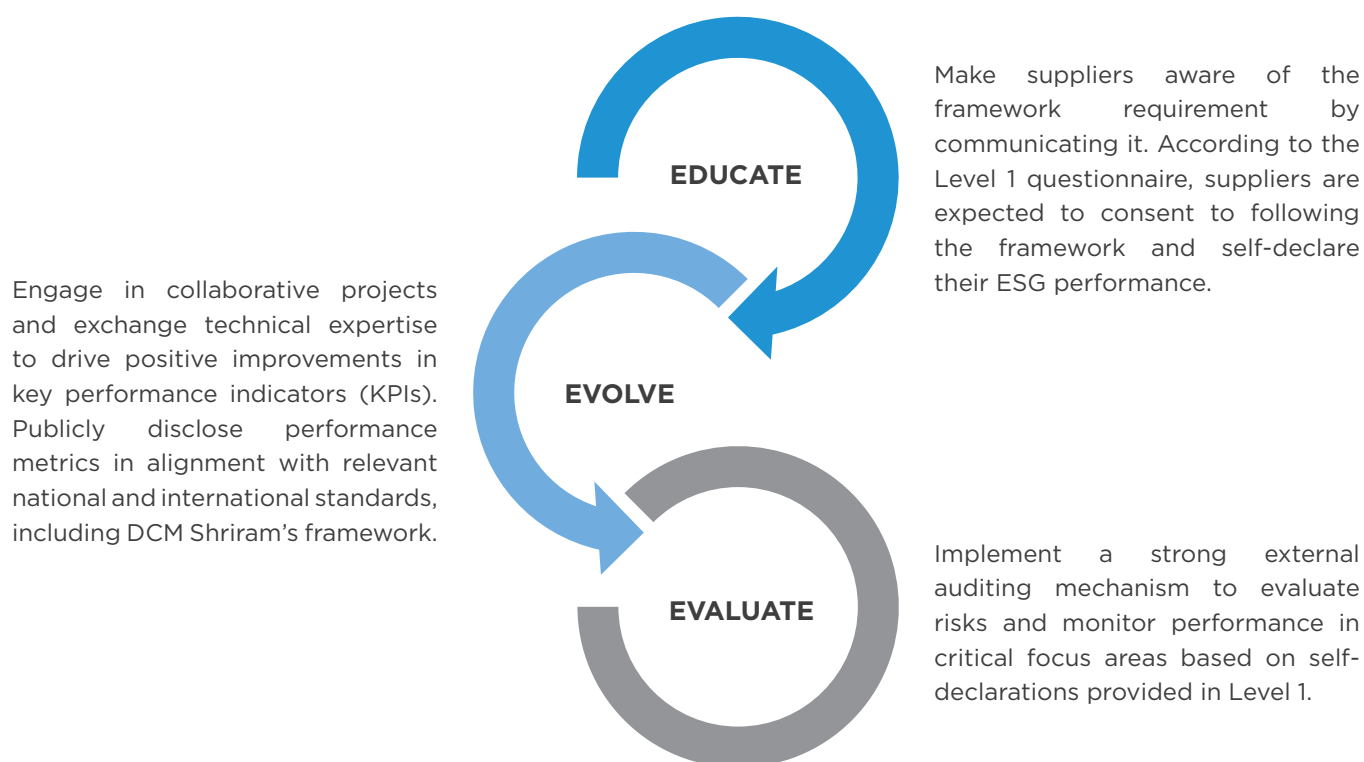 EDUCATE
Make suppliers aware of the
framework requirement by
communicating it. According to the
Level 1 questionnaire, suppliers are
expected to consent to following
the framework and self-declare
their ESG performance.
Engage in collaborative projects
and exchange technical expertise
to drive positive improvements in
key performance indicators (KPIs).
Publicly disclose performance
metrics in alignment with relevant
national and international standards,
including DCM Shriram’s framework.
EVOLVE
EVALUATE
Implement a strong external
auditing mechanism to evaluate
risks and monitor performance in
critical focus areas based on self-
declarations provided in Level 1.